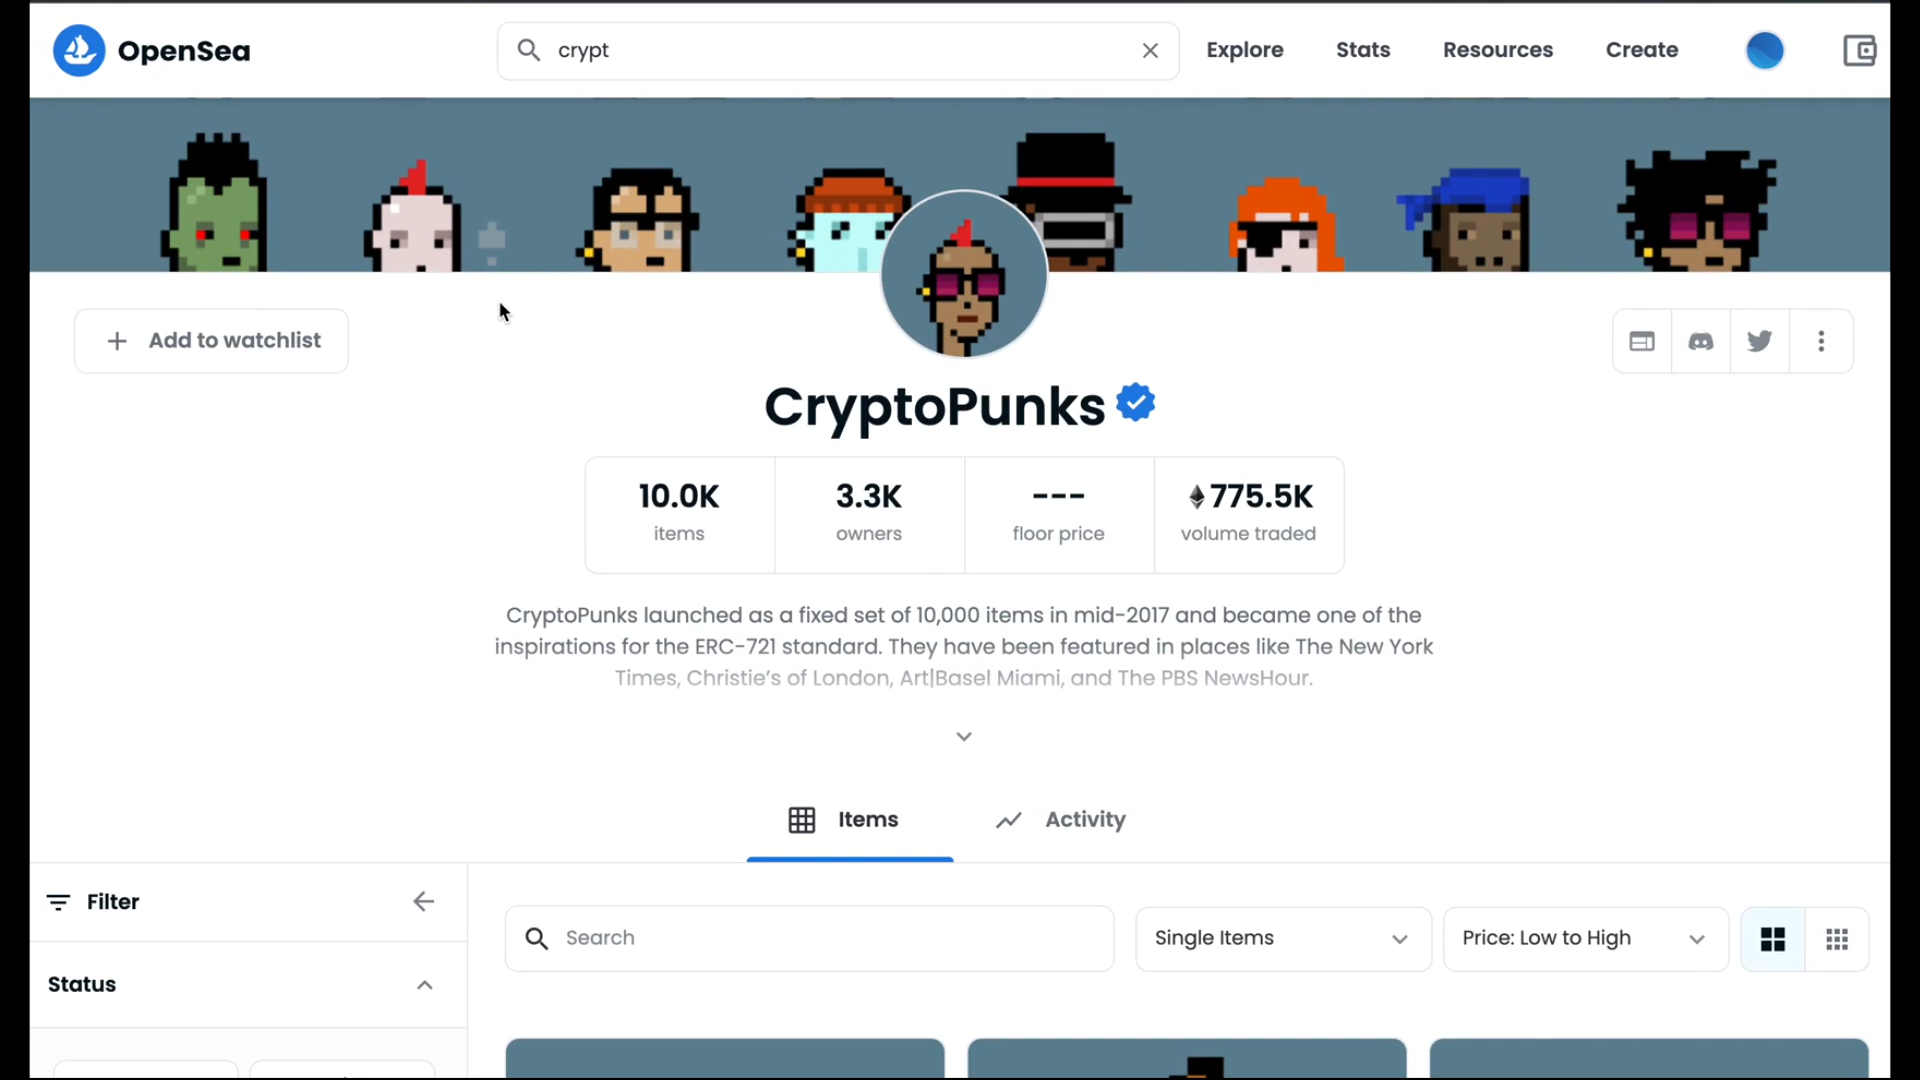 OpenSea
crypt
Explore
Stats
Resources
Create
Add to watchlist
CryptoPunks
10.0K
items
3.3K
owners
---
floor price
775.5K
volume traded
CryptoPunks launched as a fixed set of 10,000 items in mid-2017 and became one of the
inspirations for the ERC-721 standard. They have been featured in places like The New York
Times, Christie's of London, Art|Basel Miami, and The PBS NewsHour.
Items
Activity
Filter
Search
Single Items
Price: Low to High
Status